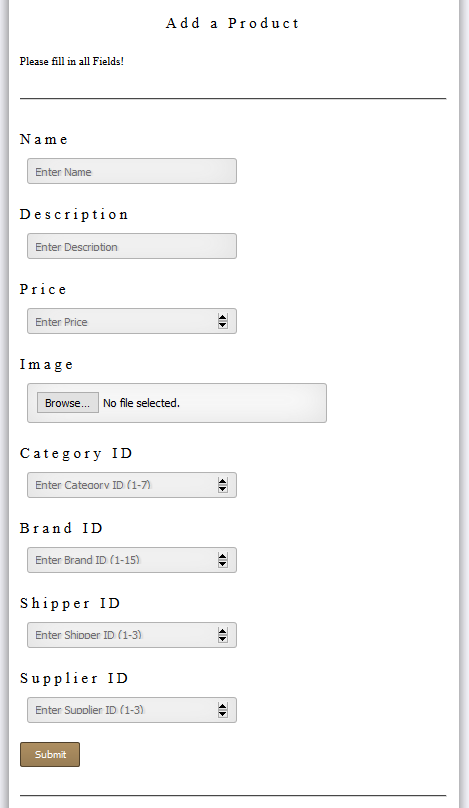 Add a Product
Please fill in all Fields!
Name
Enter Name
Description
Enter Description
Price
Enter Price
Image
Browse... No file selected.
Category ID
Enter Category ID (1-7)
Brand ID
Enter Brand ID (1-15)
Shipper ID
Enter Shipper ID (1-3)
Supplier ID
Enter Supplier ID (1-3)
Submit